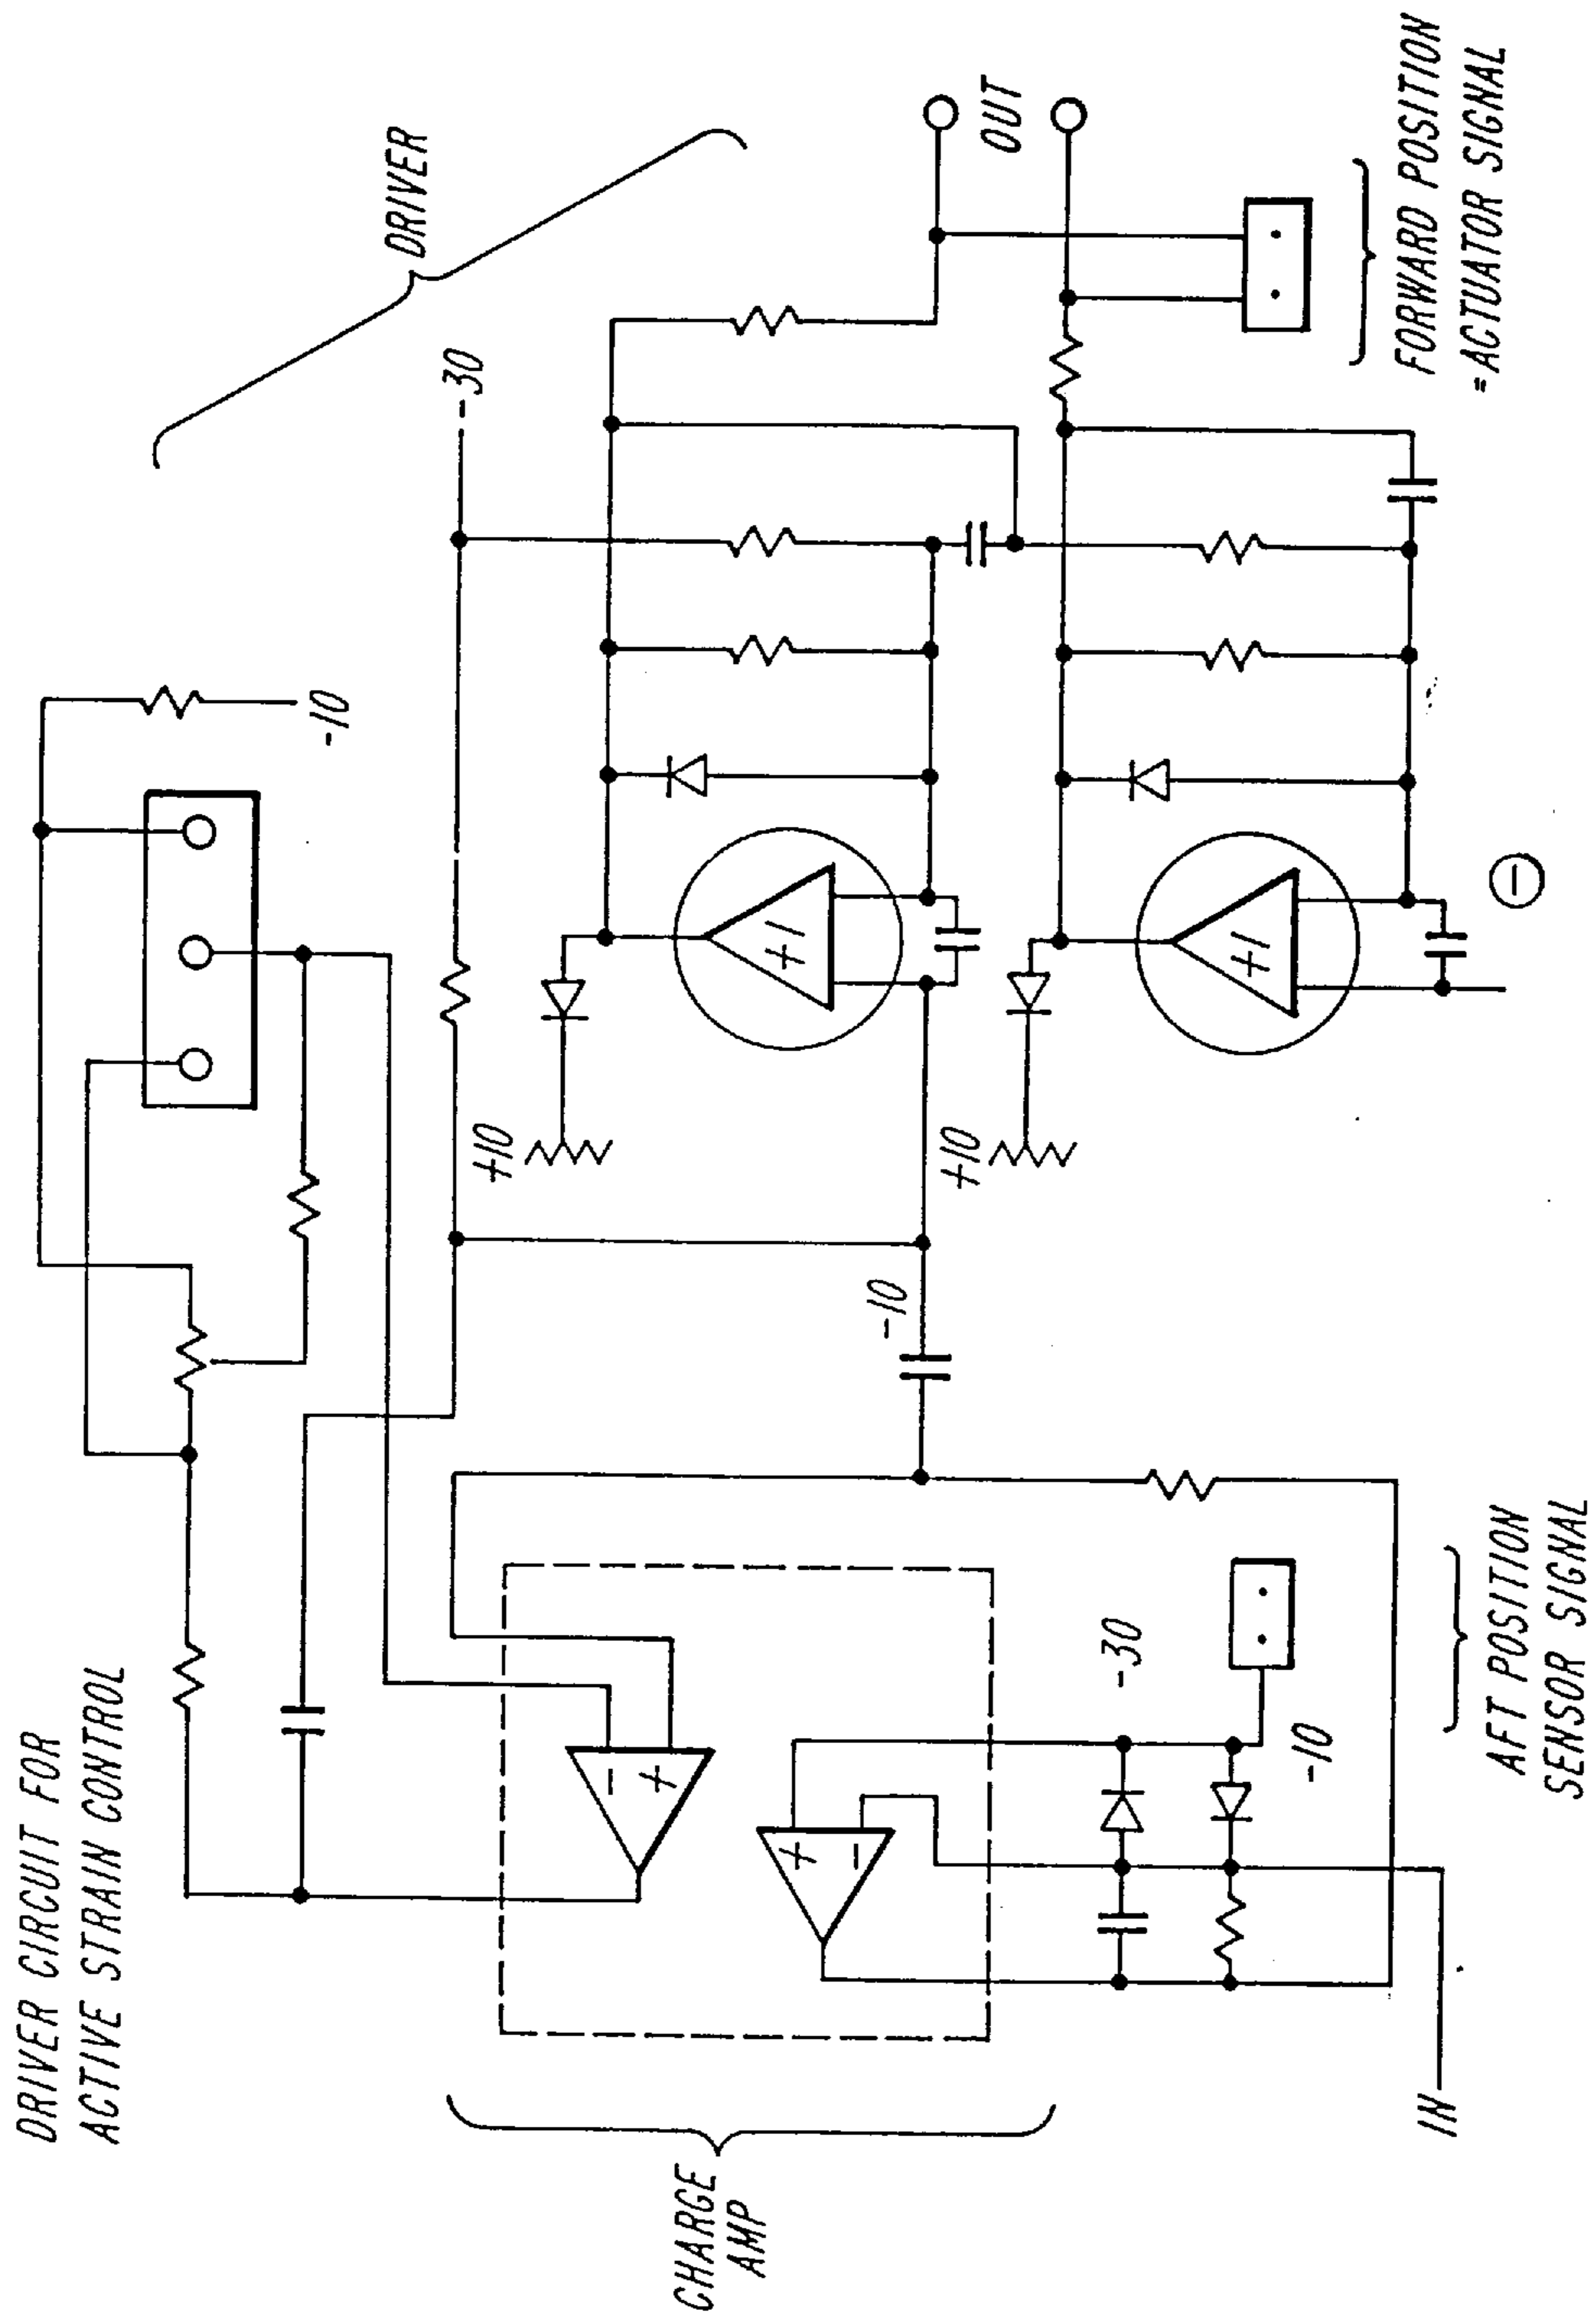 DRIVER CIRCUIT FOR
ACTIVE STRAIN CONTROL
-10
DRIVER
-30
+10
+1
-10
+10
+1
-
OUT
CHARGE
AMP
-
+
+
-
-30
-10
IN
AFT POSITION
SENSOR SIGNAL
FORWARD POSITION
=ACTUATOR SIGNAL